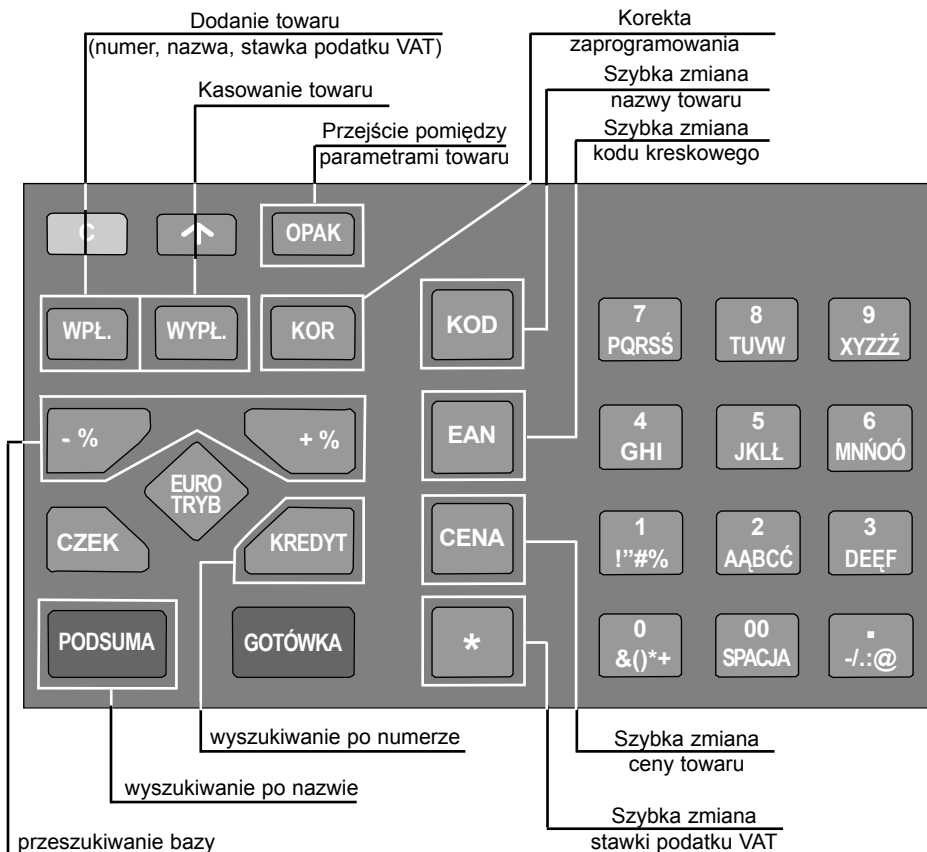 Dodanie towaru
(numer, nazwa, stawka podatku VAT)
Kasowanie towaru
Przejście pomiędzy
parametrami towaru
Korekta
zaprogramowania
Szybka zmiana
nazwy towaru
Szybka zmiana
kodu kreskowego
C
OPAK
WPŁ.
WYPŁ.
KOR
KOD
7
PQRSŚ
8
TUVW
9
XYZŻŹ
- %
+ %
EURO
TRYB
EAN
4
GHI
5
JKLŁ
6
MNŃOÓ
CZEK
KREDYT
CENA
1
!”#%
2
AĄBCĆ
3
DEĘF
PODSUMA
GOTÓWKA
*
0
&()*+
00
SPACJA
.
-/.:@
wyszukiwanie po numerze
wyszukiwanie po nazwie
przeszukiwanie bazy
Szybka zmiana
ceny towaru
Szybka zmiana
stawki podatku VAT